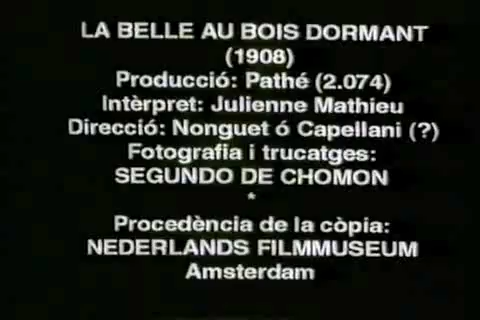 LA BELLE AU BOIS DORMANT
(1908)
Producció: Pathé (2.074)
Intèrpret: Julienne Mathieu
Direcció: Nonguet ó Capellani (?)
Fotografia i trucatges:
SEGUNDO DE CHOMON
*
Procedència de la còpia:
NEDERLANDS FILMMUSEUM
Amsterdam